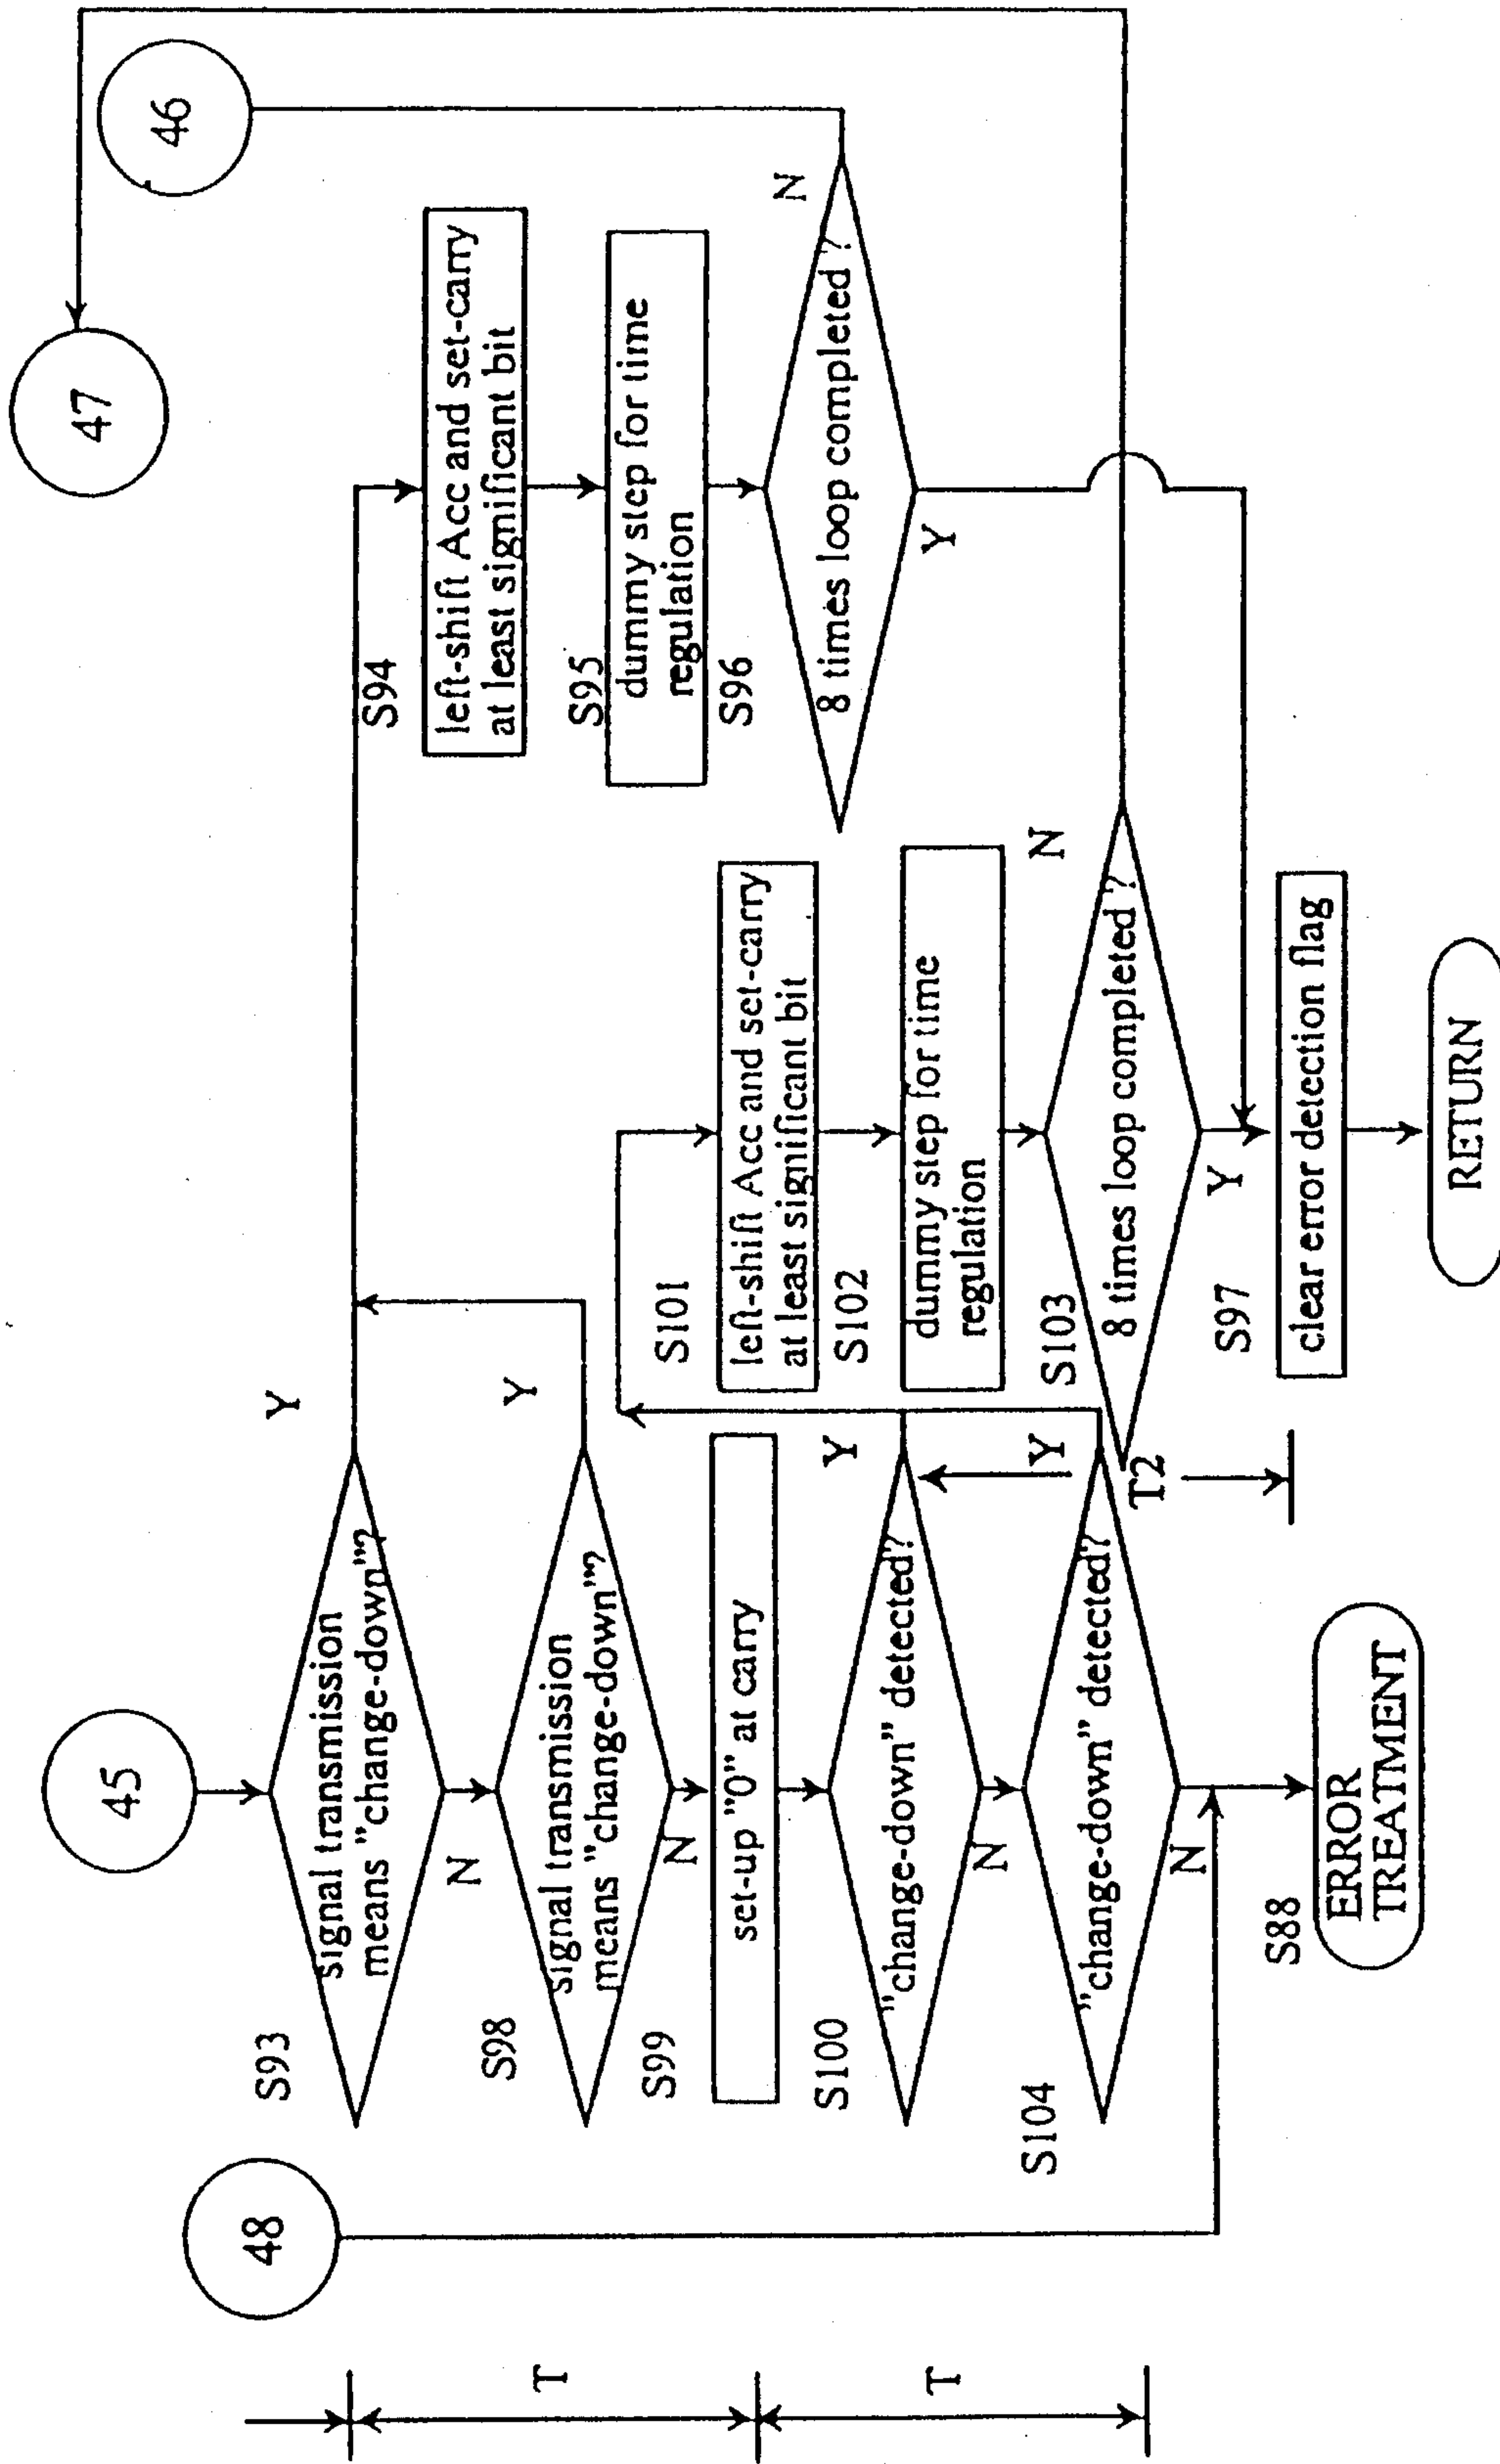 45
48
S93
signal transmission
means "change-down"?
Y
N
S98
signal transmission
means "change-down"?
Y
N
S99
set-up "0" at carry
S100
"change-down" detected?
Y
N
S104
"change-down" detected?
Y
N
S88
ERROR
TREATMENT
T
T
T2
47
46
S94
left-shift Acc and set-carry
at least significant bit
S95
dummy step for time
regulation
S96
8 times loop completed ?
N
Y
S101
left-shift Acc and set-carry
at least significant bit
S102
dummy step for time
regulation
S103
8 times loop completed ?
N
Y
S97
clear error detection flag
RETURN